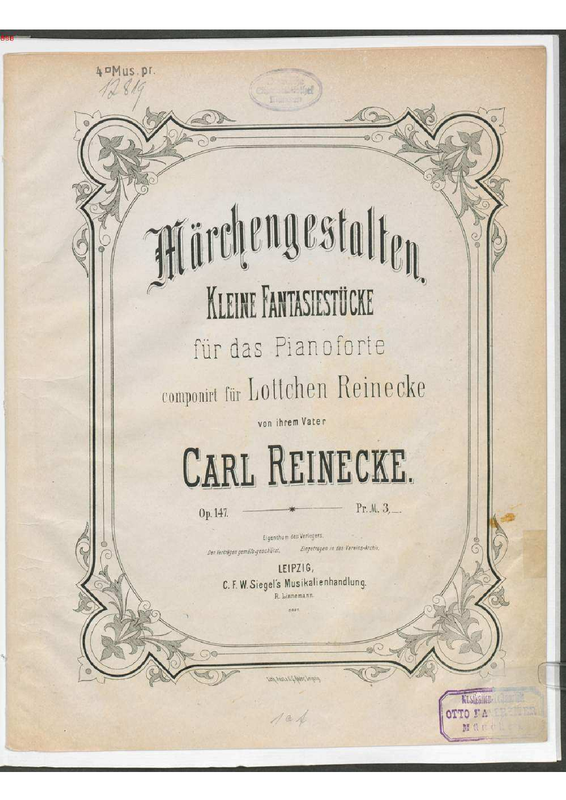 4° Mus. pr.
12819
Märchengestalten.
KLEINE FANTASIESTÜCKE
für das Pianoforte
componirt für Lottchen Reinecke
von ihrem Vater
CARL REINECKE.
Op. 147. Pr. M. 3,—.
Eigenthum des Verlegers.
Den Verträgen gemäss geschützt. Eingetragen in das Vereins-Archiv.
LEIPZIG,
C. F. W. Siegel's Musikalienhandlung.
R. Linnemann.
Leipzig
OTTO